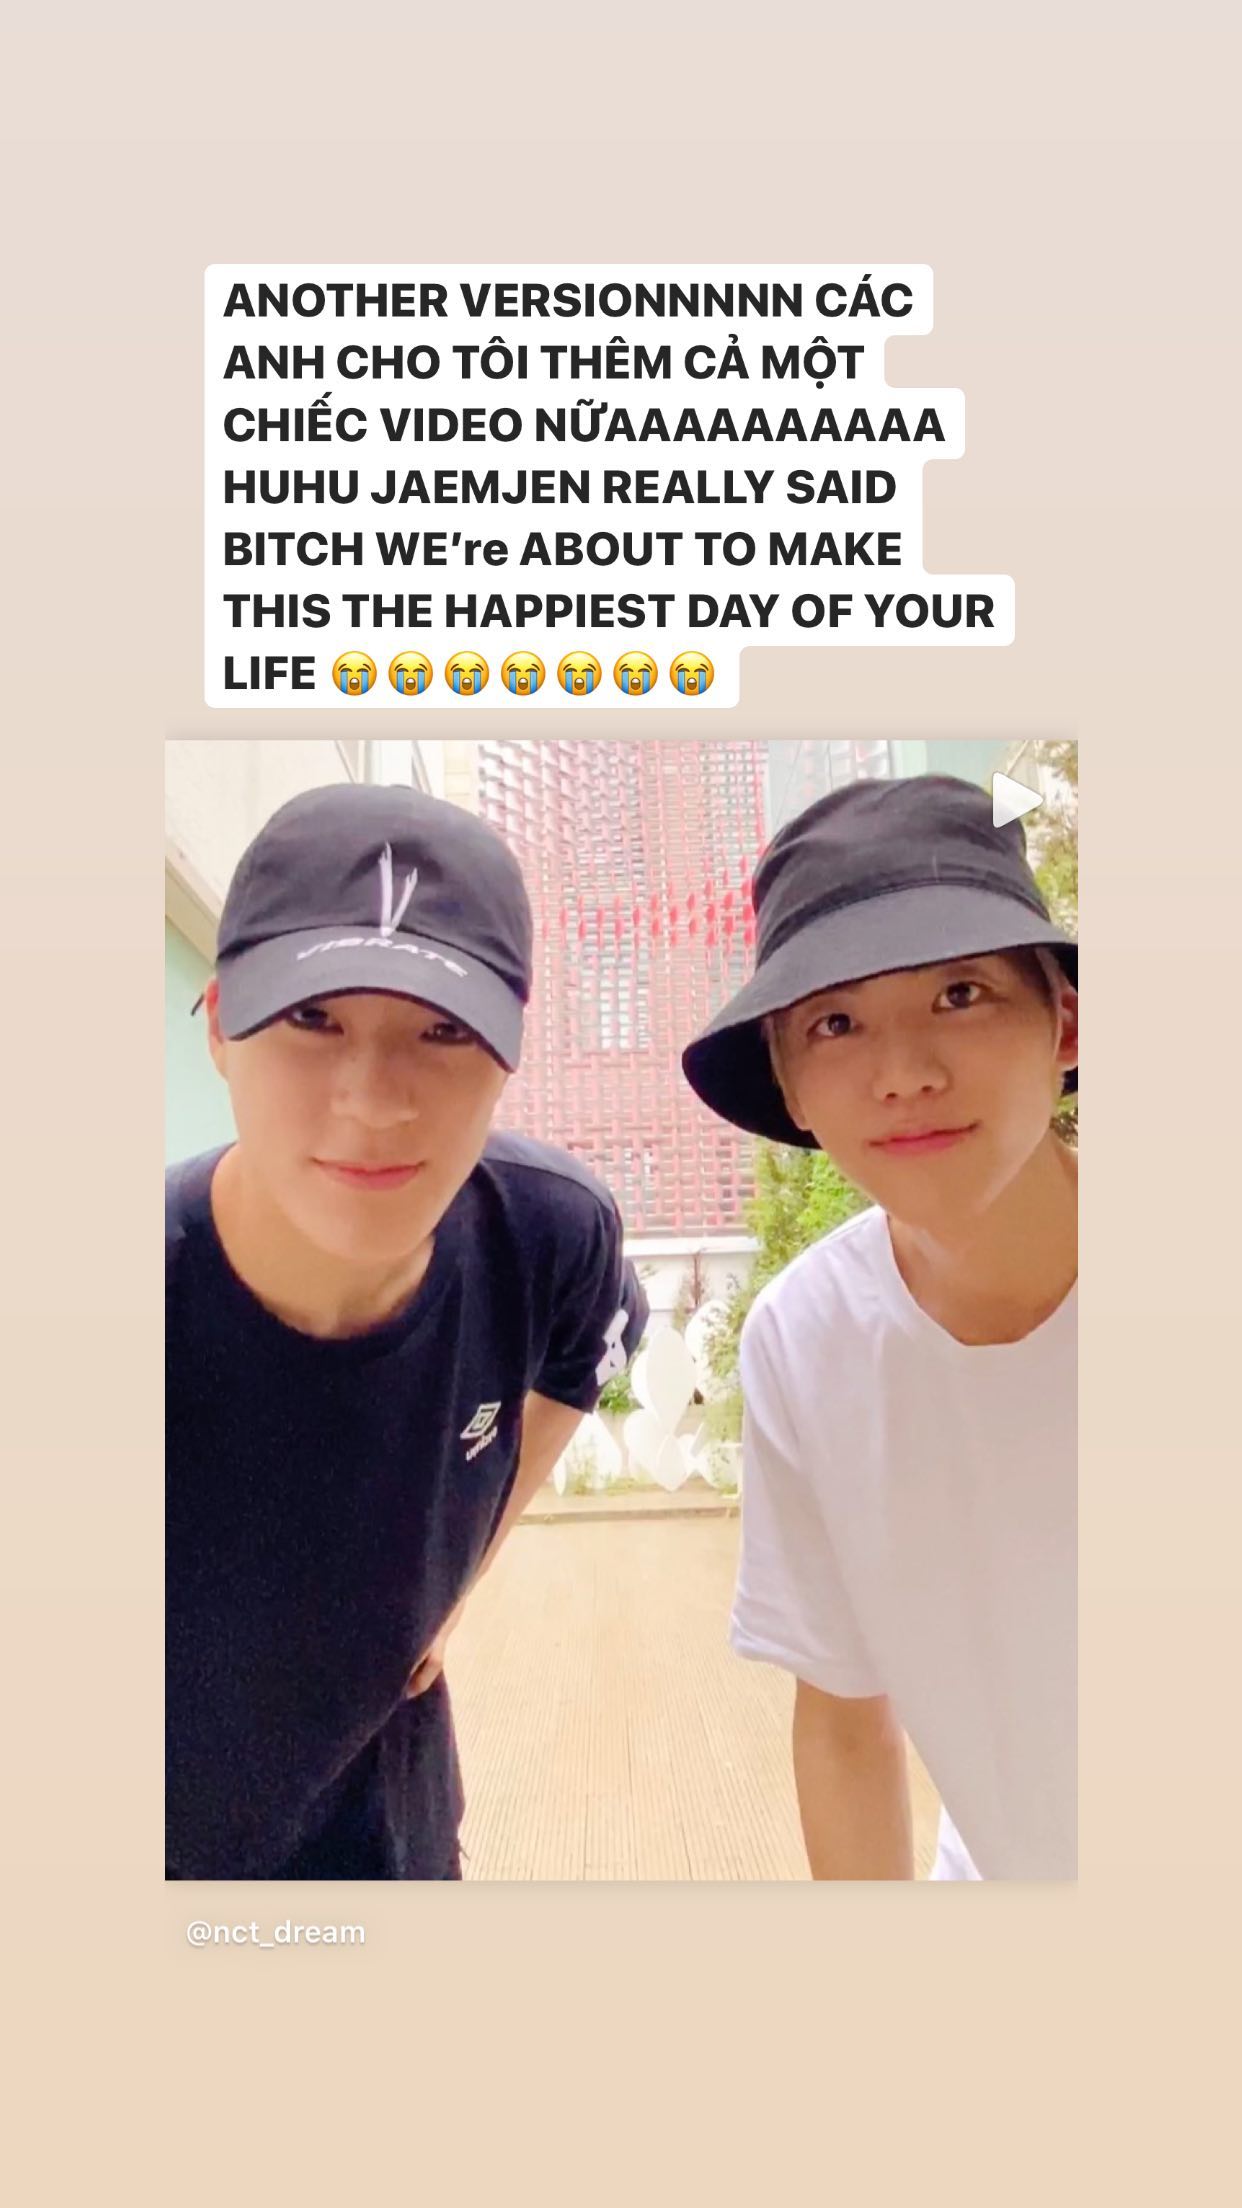 ANOTHER VERSIONNNNN CÁC
ANH CHO TÔI THÊM CẢ MỘT
CHIẾC VIDEO NỮAAAAAAAAAA
HUHU JAEMJEN REALLY SAID
BITCH WE’re ABOUT TO MAKE
THIS THE HAPPIEST DAY OF YOUR
LIFE 😭😭😭😭😭😭😭
V
VIBRATE
umbro
@nct_dream